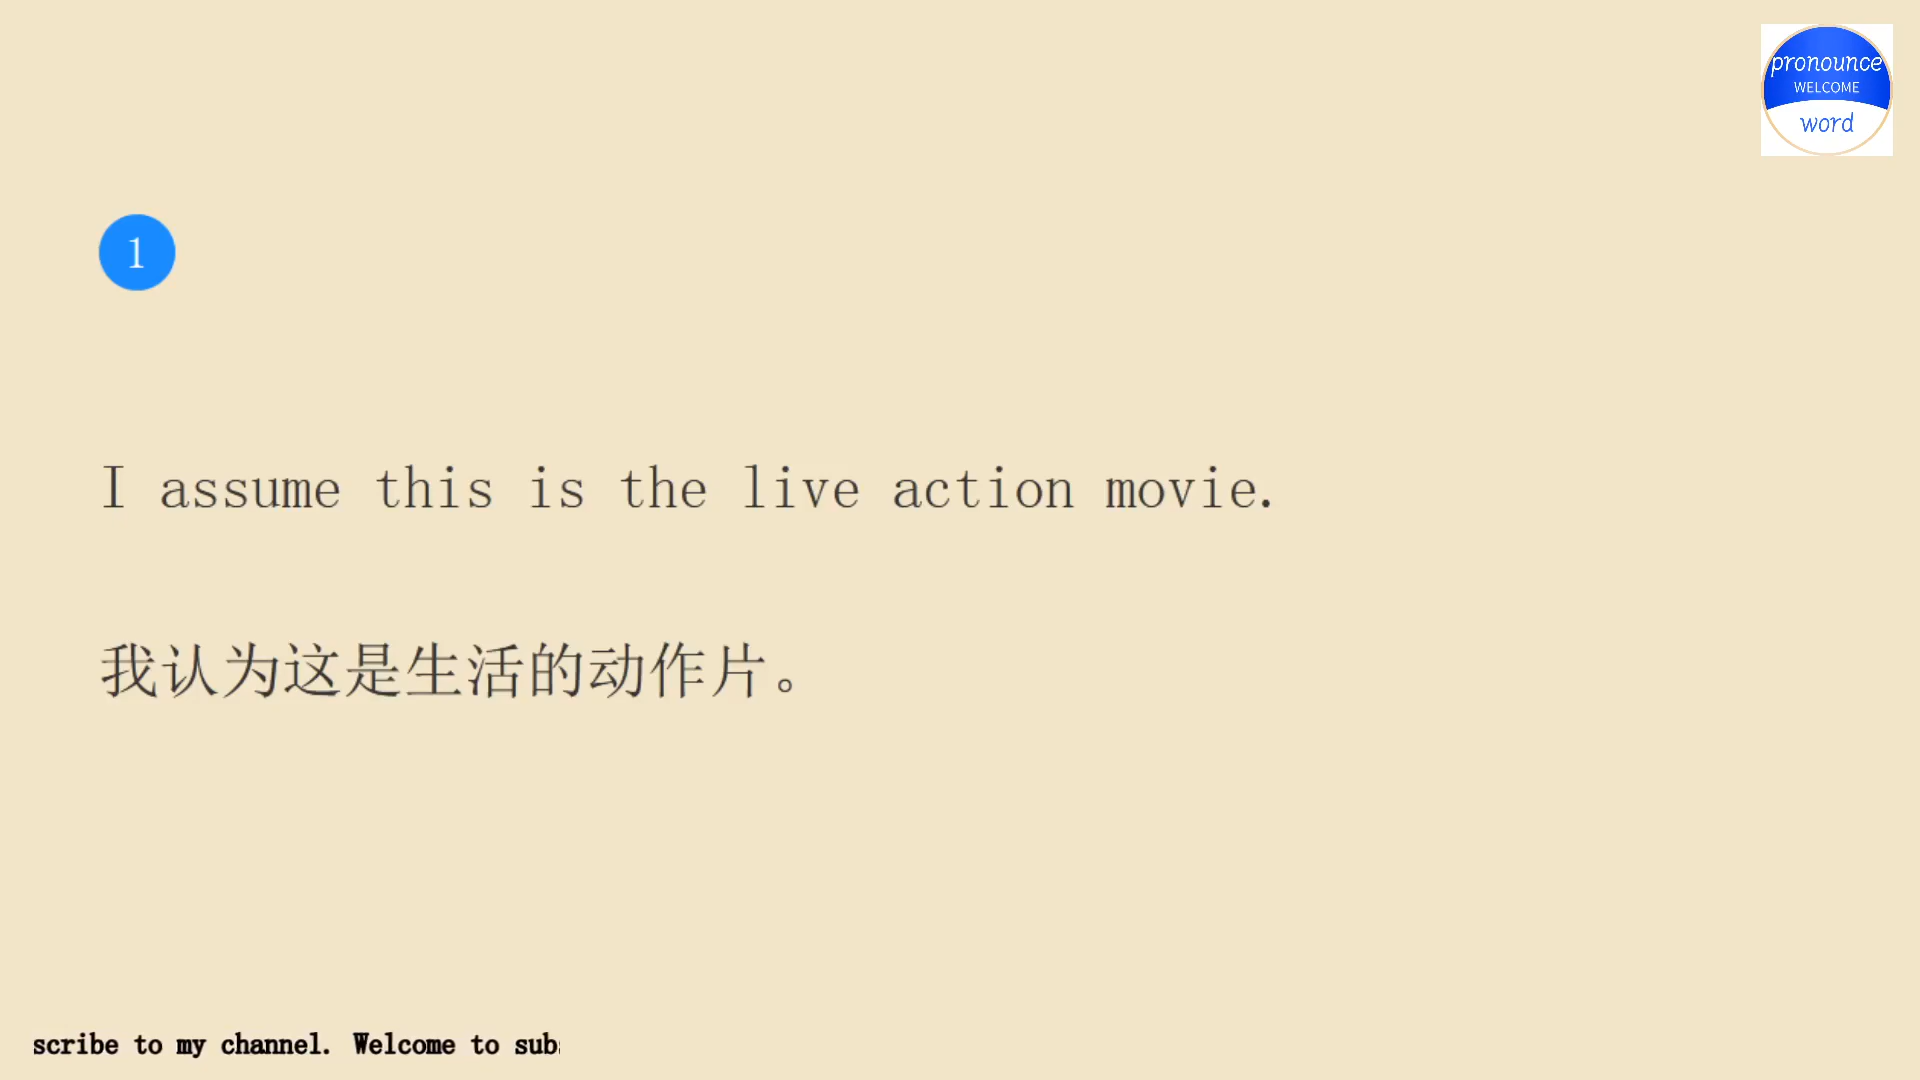 pronounce
WELCOME
word
1
I assume this is the live action movie.
我认为这是生活的动作片。
scribe to my channel. Welcome to sub